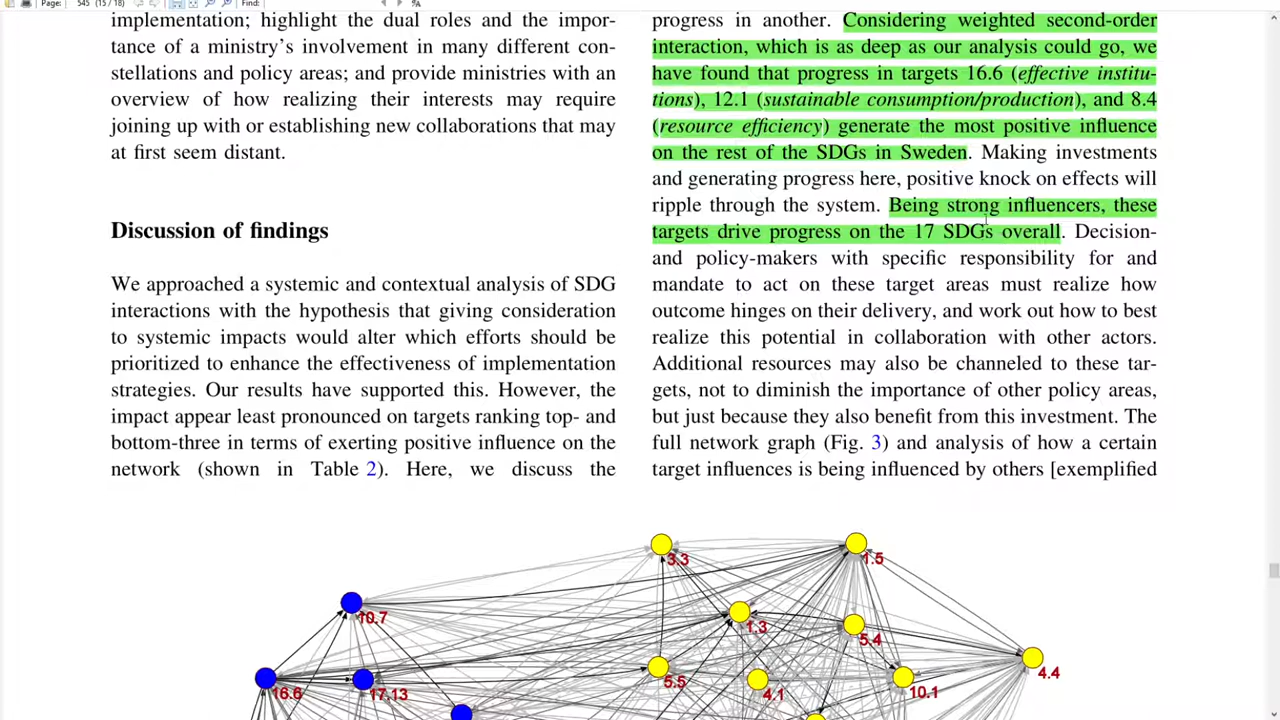 Page: 545 (15 / 18) Find:
implementation; highlight the dual roles and the impor-
tance of a ministry's involvement in many different con-
stellations and policy areas; and provide ministries with an
overview of how realizing their interests may require
joining up with or establishing new collaborations that may
at first seem distant.
Discussion of findings
We approached a systemic and contextual analysis of SDG
interactions with the hypothesis that giving consideration
to systemic impacts would alter which efforts should be
prioritized to enhance the effectiveness of implementation
strategies. Our results have supported this. However, the
impact appear least pronounced on targets ranking top- and
bottom-three in terms of exerting positive influence on the
network (shown in Table 2). Here, we discuss the
progress in another. Considering weighted second-order
interaction, which is as deep as our analysis could go, we
have found that progress in targets 16.6 (effective institu-
tions), 12.1 (sustainable consumption/production), and 8.4
(resource efficiency) generate the most positive influence
on the rest of the SDGs in Sweden. Making investments
and generating progress here, positive knock on effects will
ripple through the system. Being strong influencers, these
targets drive progress on the 17 SDGs overall. Decision-
and policy-makers with specific responsibility for and
mandate to act on these target areas must realize how
outcome hinges on their delivery, and work out how to best
realize this potential in collaboration with other actors.
Additional resources may also be channeled to these tar-
gets, not to diminish the importance of other policy areas,
but just because they also benefit from this investment. The
full network graph (Fig. 3) and analysis of how a certain
target influences is being influenced by others [exemplified
3.3
1.5
10.7
1.3
5.4
4.4
5.5
4.1
10.1
16.6
17.13